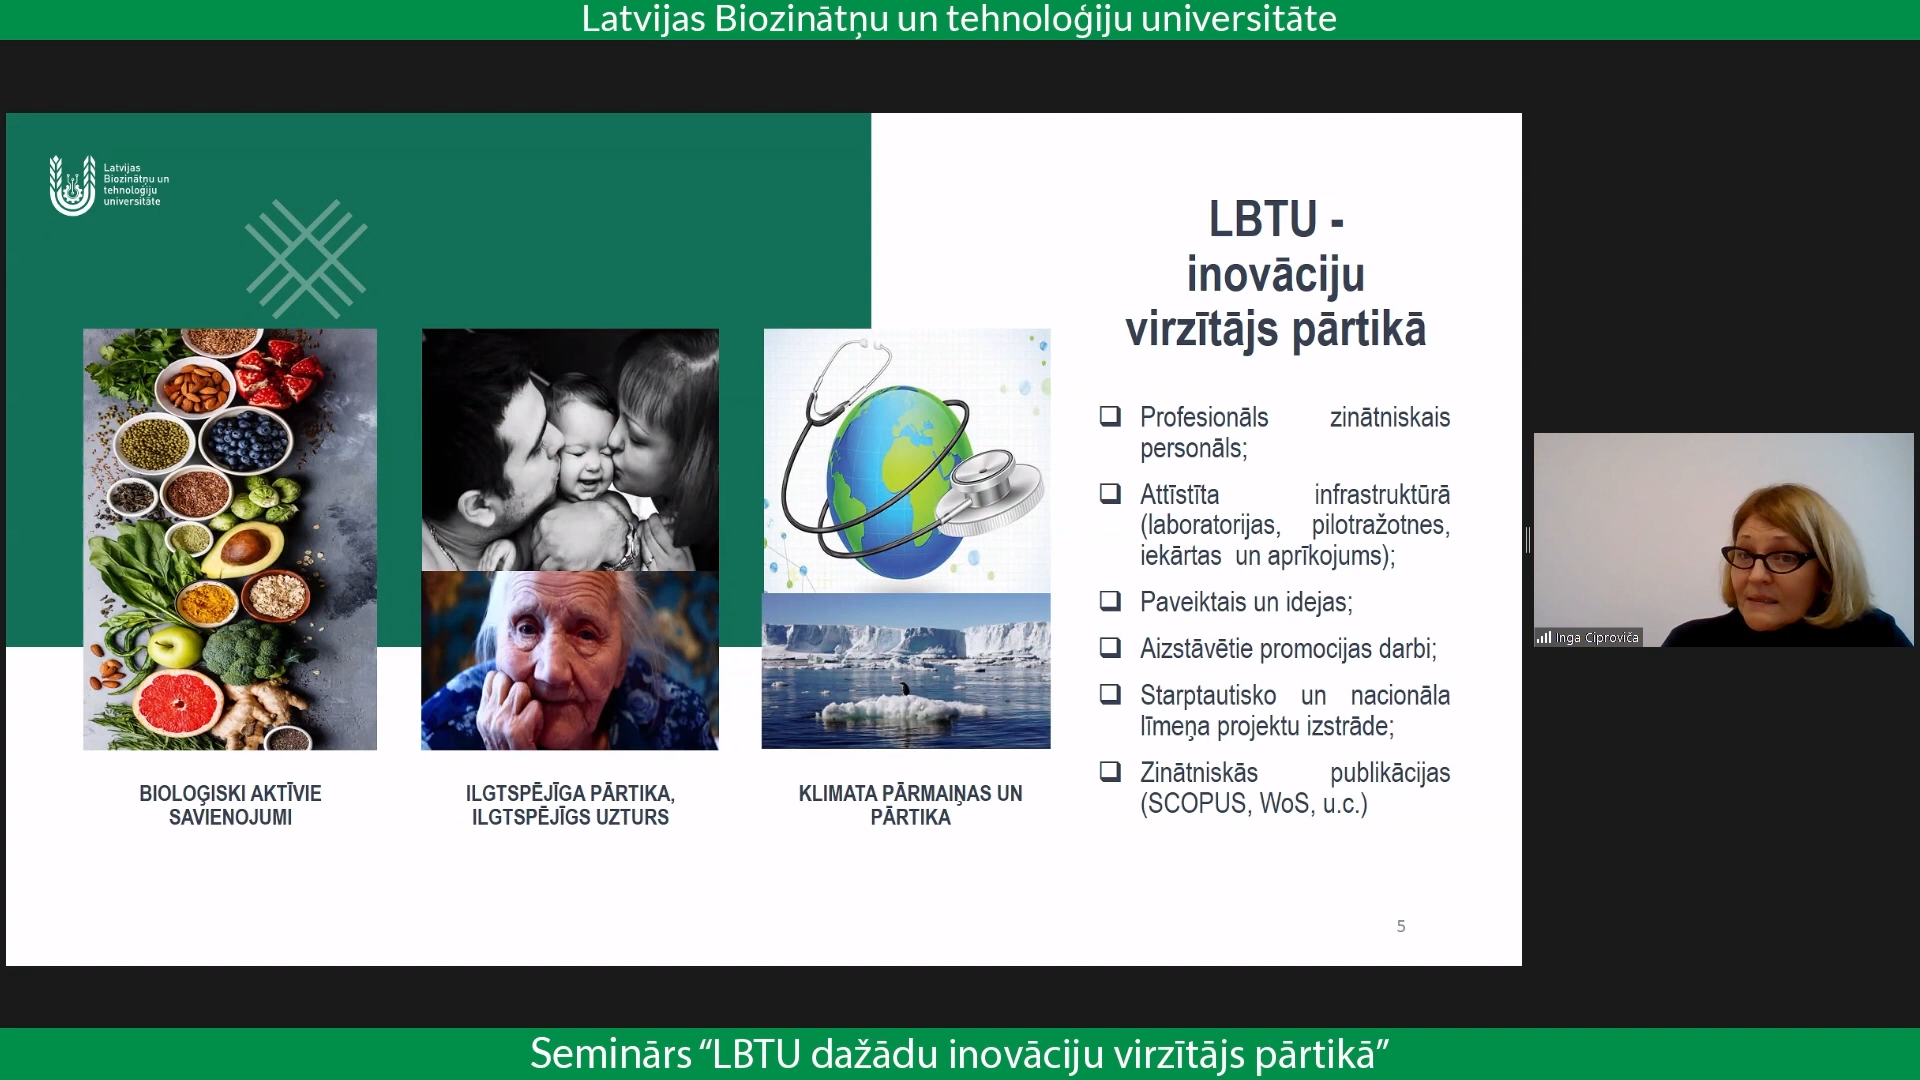 Latvijas Biozinātņu un tehnoloģiju universitāte
Latvijas
Biozinātņu un
tehnoloģiju
universitāte
LBTU -
inovāciju
virzītājs pārtikā
Profesionāls zinātniskais
personāls;
Attīstīta infrastruktūrā
(laboratorijas, pilotražotnes,
iekārtas un aprīkojums);
Paveiktais un idejas;
Aizstāvētie promocijas darbi;
Starptautisko un nacionāla
līmeņa projektu izstrāde;
Zinātniskās publikācijas
(SCOPUS, WoS, u.c.)
BIOLOĢISKI AKTĪVIE
SAVIENOJUMI
ILGTSPĒJĪGA PĀRTIKA,
ILGTSPĒJĪGS UZTURS
KLIMATA PĀRMAIŅAS UN
PĀRTIKA
5
Inga Ciproviča
Seminārs “LBTU dažādu inovāciju virzītājs pārtikā”